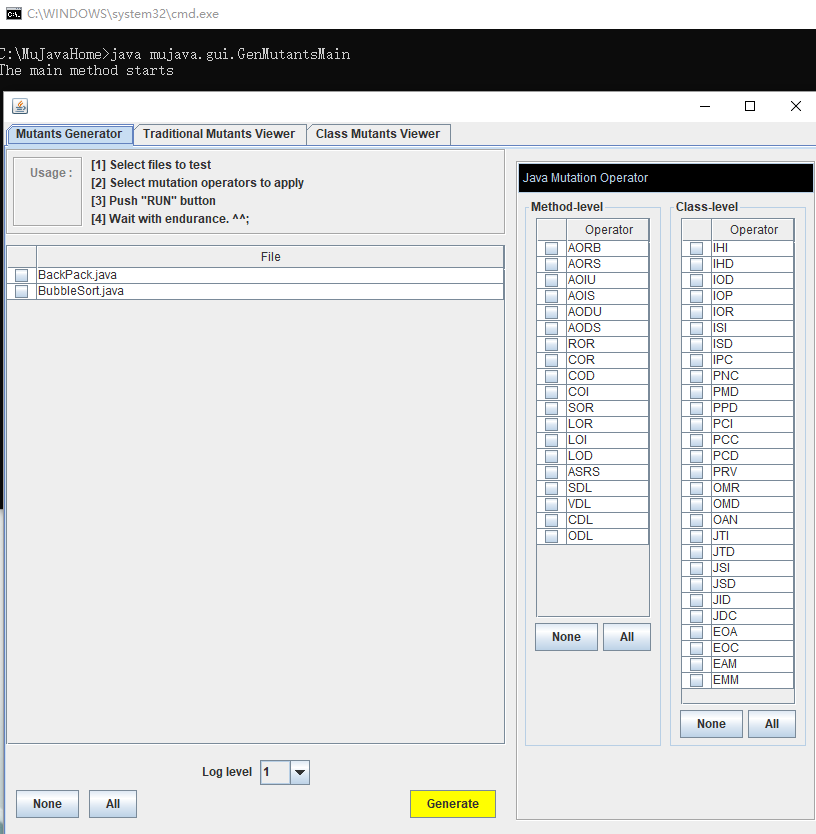 C:\WINDOWS\system32\cmd.exe
C:\MuJavaHome>java mujava.gui.GenMutantsMain
The main method starts
Mutants Generator
Traditional Mutants Viewer
Class Mutants Viewer
Usage :
[1] Select files to test
[2] Select mutation operators to apply
[3] Push "RUN" button
[4] Wait with endurance. ^^;
File
BackPack.java
BubbleSort.java
Log level 1
None
All
Generate
Java Mutation Operator
Method-level
Operator
AORB
AORS
AOIU
AOIS
AODU
AODS
ROR
COR
COD
COI
SOR
LOR
LOI
LOD
ASRS
SDL
VDL
CDL
ODL
None
All
Class-level
Operator
IHI
IHD
IOD
IOP
IOR
ISI
ISD
IPC
PNC
PMD
PPD
PCI
PCC
PCD
PRV
OMR
OMD
OAN
JTI
JTD
JSI
JSD
JID
JDC
EOA
EOC
EAM
EMM
None
All